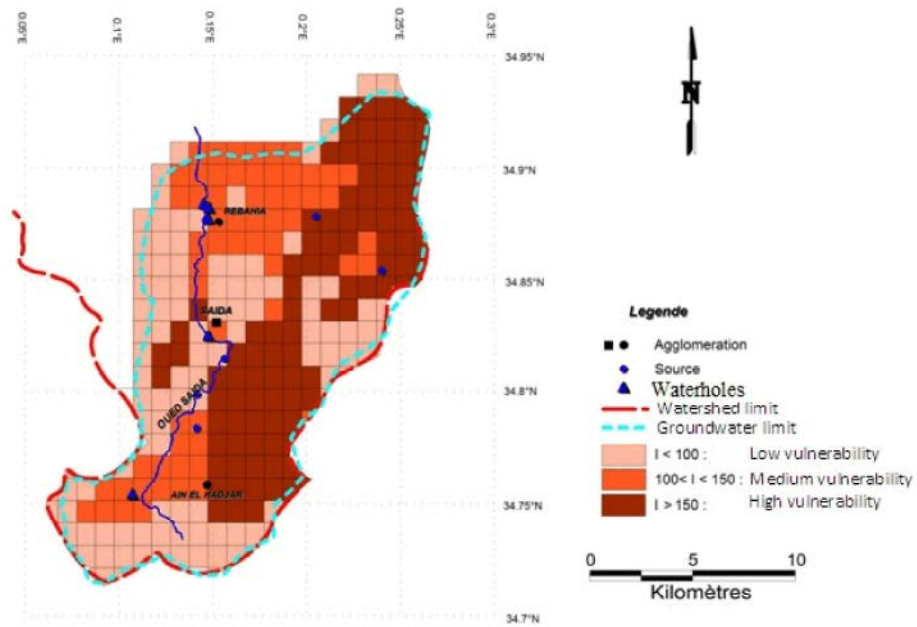 0.05°E
0.1°E
0.15°E
0.2°E
0.25°E
0.3°E
34.95°N
34.9°N
34.85°N
34.8°N
34.75°N
34.7°N
N
REBAHIA
SAIDA
OUED SAIDA
AIN EL HADJAR
Legende
Agglomeration
Source
Waterholes
Watershed limit
Groundwater limit
I < 100 : Low vulnerability
100< I < 150 : Medium vulnerability
I > 150 : High vulnerability
0 5 10
Kilomètres